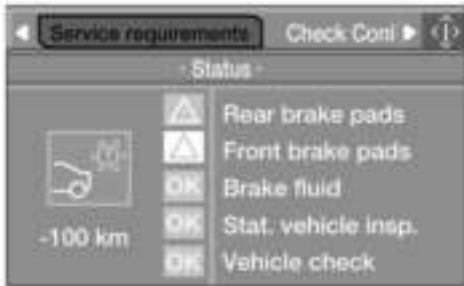 Service requirements Check Cont
- Status -
Rear brake pads
Front brake pads
OK Brake fluid
OK Stat. vehicle insp.
OK Vehicle check
-100 km